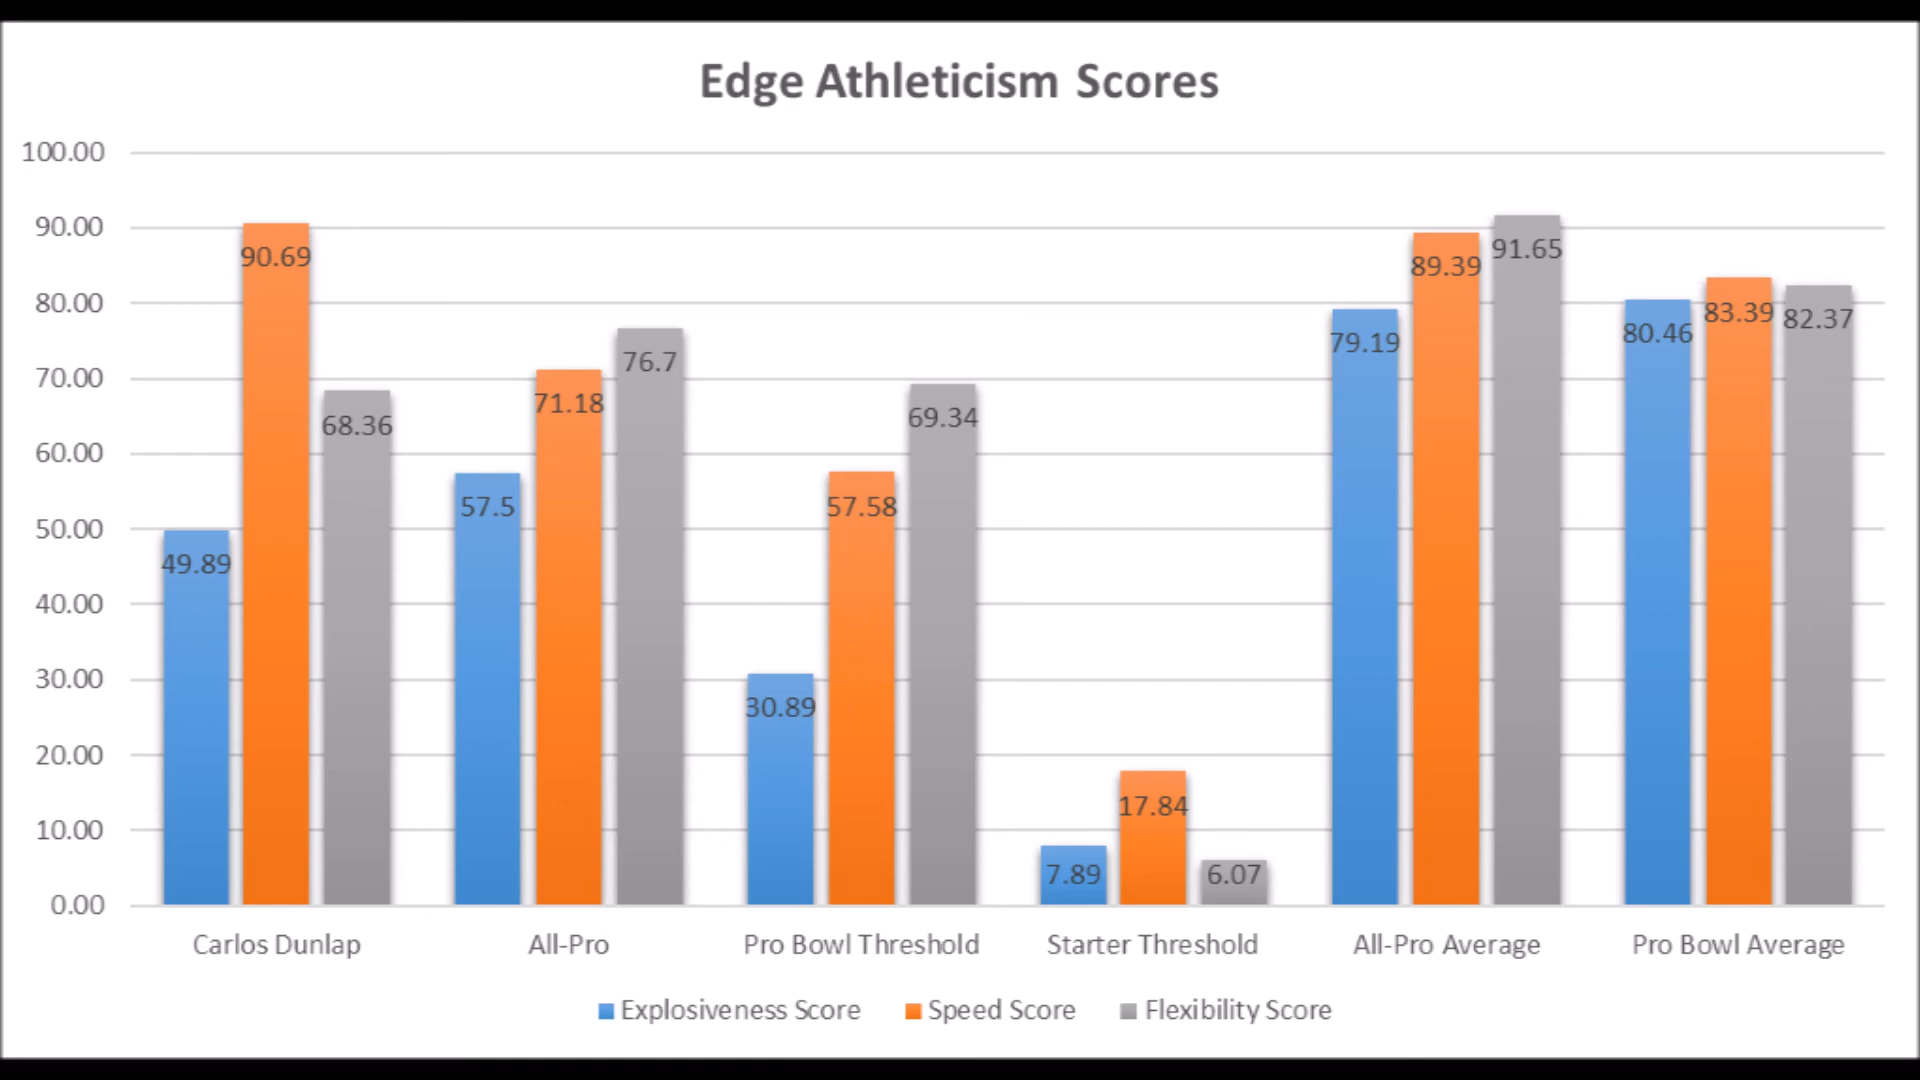 Edge Athleticism Scores
100.00
90.00
80.00
70.00
60.00
50.00
40.00
30.00
20.00
10.00
0.00
49.89
90.69
68.36
57.5
71.18
76.7
30.89
57.58
69.34
7.89
17.84
6.07
79.19
89.39
91.65
80.46
83.39
82.37
Carlos Dunlap
All-Pro
Pro Bowl Threshold
Starter Threshold
All-Pro Average
Pro Bowl Average
Explosiveness Score
Speed Score
Flexibility Score